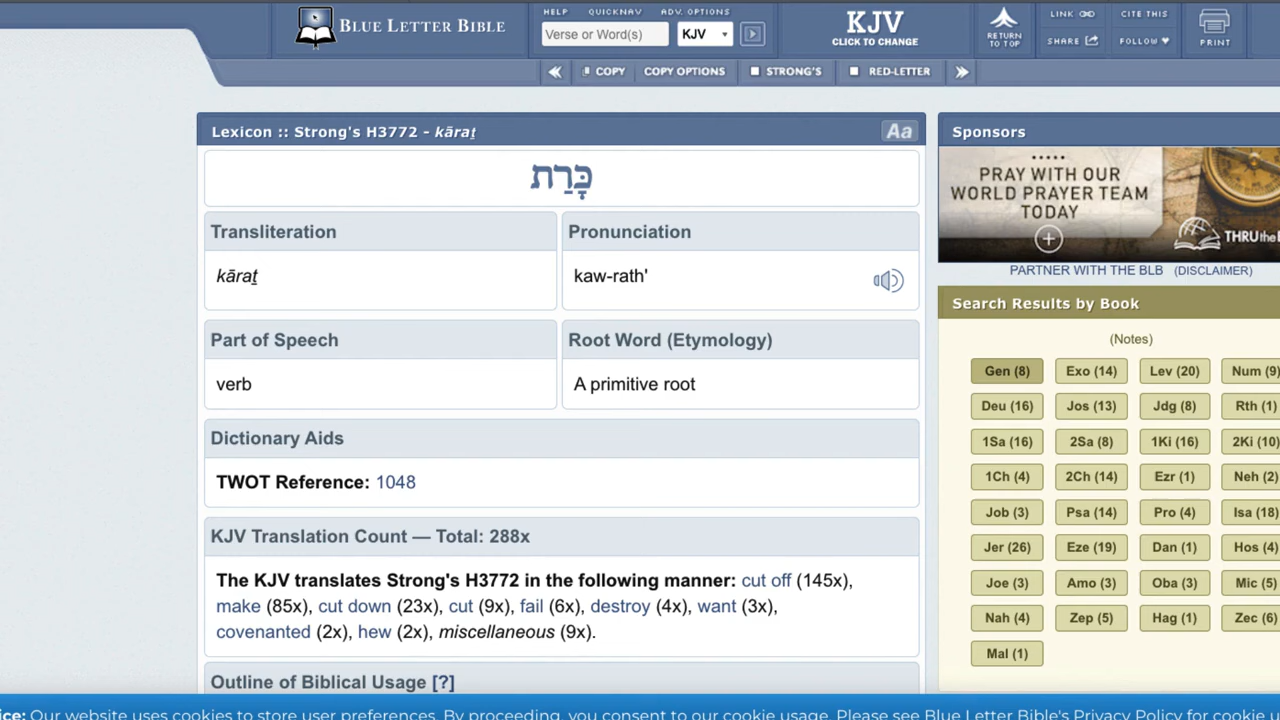 BLUE LETTER BIBLE
HELP QUICKNAV ADV. OPTIONS
Verse or Word(s) KJV
KJV
CLICK TO CHANGE
RETURN
TO TOP
LINK CITE THIS
SHARE FOLLOW
PRINT
COPY COPY OPTIONS STRONG'S RED-LETTER
Lexicon :: Strong's H3772 - kāraṯ Aa
כָּרַת
Transliteration
kāraṯ
Pronunciation
kaw-rath'
Part of Speech
verb
Root Word (Etymology)
A primitive root
Dictionary Aids
TWOT Reference: 1048
KJV Translation Count — Total: 288x
The KJV translates Strong's H3772 in the following manner: cut off (145x),
make (85x), cut down (23x), cut (9x), fail (6x), destroy (4x), want (3x),
covenanted (2x), hew (2x), miscellaneous (9x).
Outline of Biblical Usage [?]
Sponsors
PRAY WITH OUR
WORLD PRAYER TEAM
TODAY
THRU the
PARTNER WITH THE BLB (DISCLAIMER)
Search Results by Book
(Notes)
Gen (8) Exo (14) Lev (20) Num (9)
Deu (16) Jos (13) Jdg (8) Rth (1)
1Sa (16) 2Sa (8) 1Ki (16) 2Ki (10)
1Ch (4) 2Ch (14) Ezr (1) Neh (2)
Job (3) Psa (14) Pro (4) Isa (18)
Jer (26) Eze (19) Dan (1) Hos (4)
Joe (3) Amo (3) Oba (3) Mic (5)
Nah (4) Zep (5) Hag (1) Zec (6)
Mal (1)
ice: Our website uses cookies to store user preferences. By proceeding, you consent to our cookie usage. Please see Blue Letter Bible's Privacy Policy for cookie u